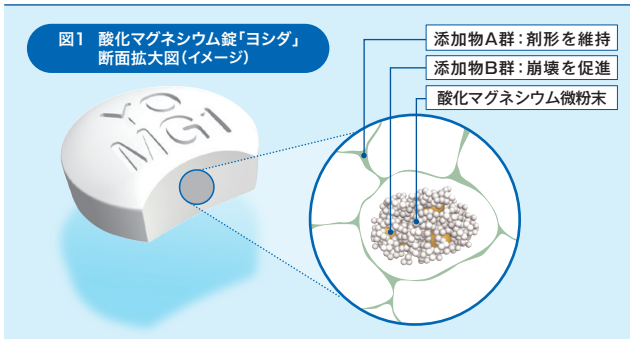 図1 酸化マグネシウム錠「ヨシダ」
断面拡大図(イメージ)
添加物A群:剤形を維持
添加物B群:崩壊を促進
酸化マグネシウム微粉末
YO
MG1